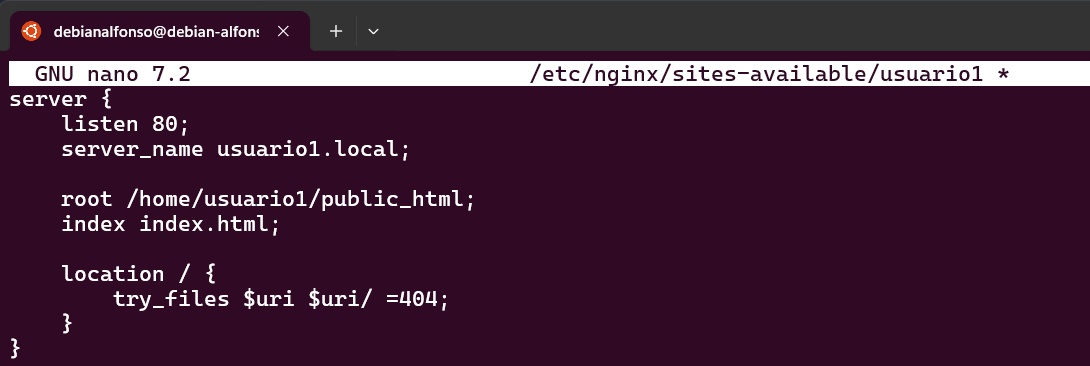 debianalfonso@debian-alfons
GNU nano 7.2 /etc/nginx/sites-available/usuario1 *
server {
    listen 80;
    server_name usuario1.local;

    root /home/usuario1/public_html;
    index index.html;

    location / {
        try_files $uri $uri/ =404;
    }
}